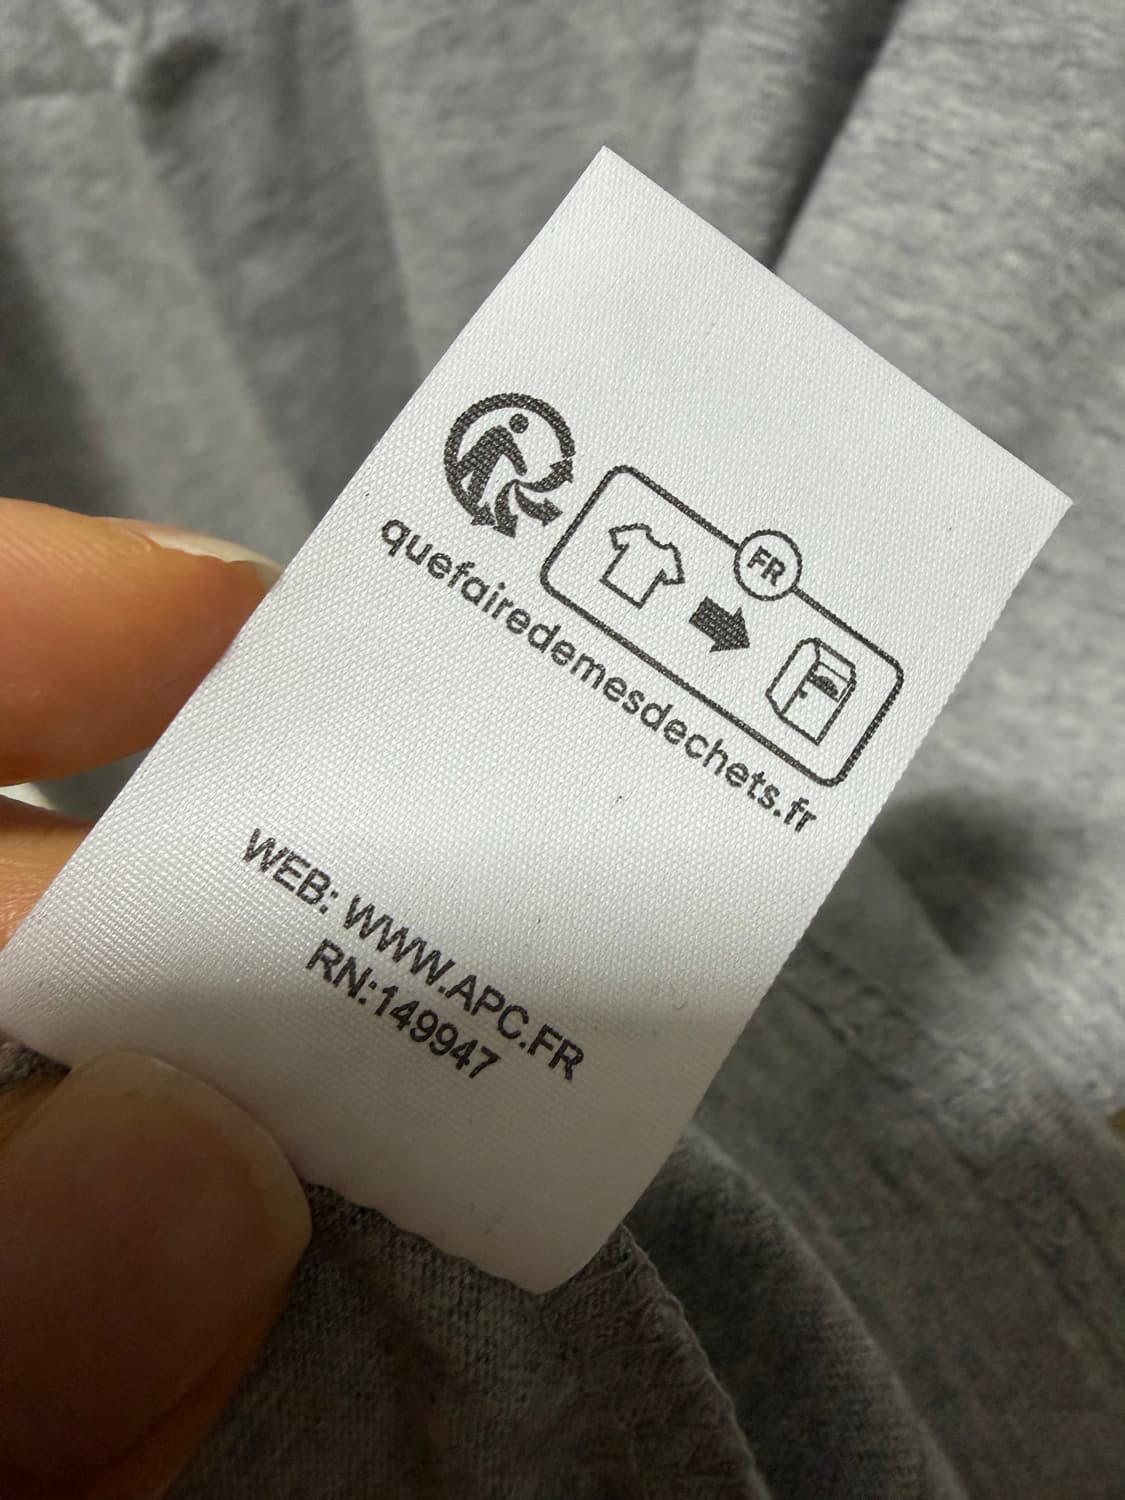 FR
quefairedemesdechets.fr
WEB: WWW.APC.FR
RN:149947